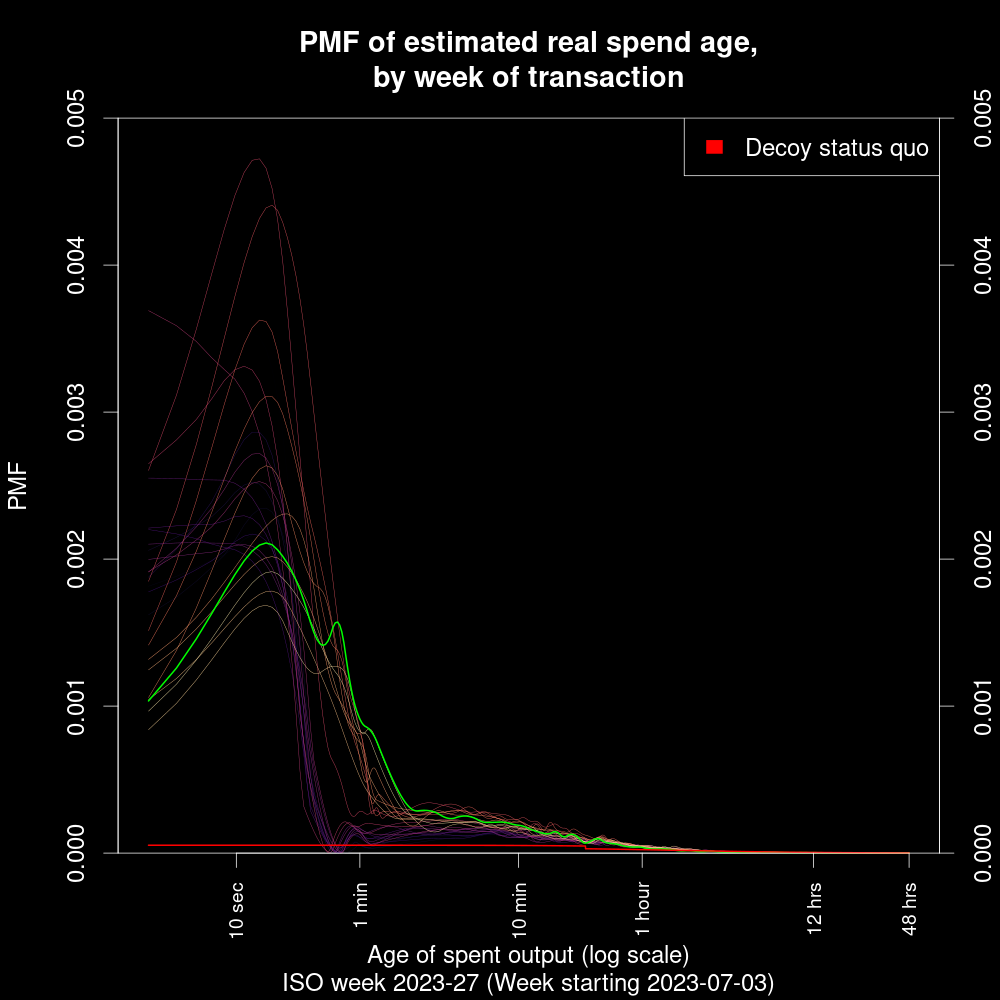 PMF of estimated real spend age,
by week of transaction
Decoy status quo
PMF
0.005
0.004
0.003
0.002
0.001
0.000
0.005
0.004
0.003
0.002
0.001
0.000
10 sec
1 min
10 min
1 hour
12 hrs
48 hrs
Age of spent output (log scale)
ISO week 2023-27 (Week starting 2023-07-03)